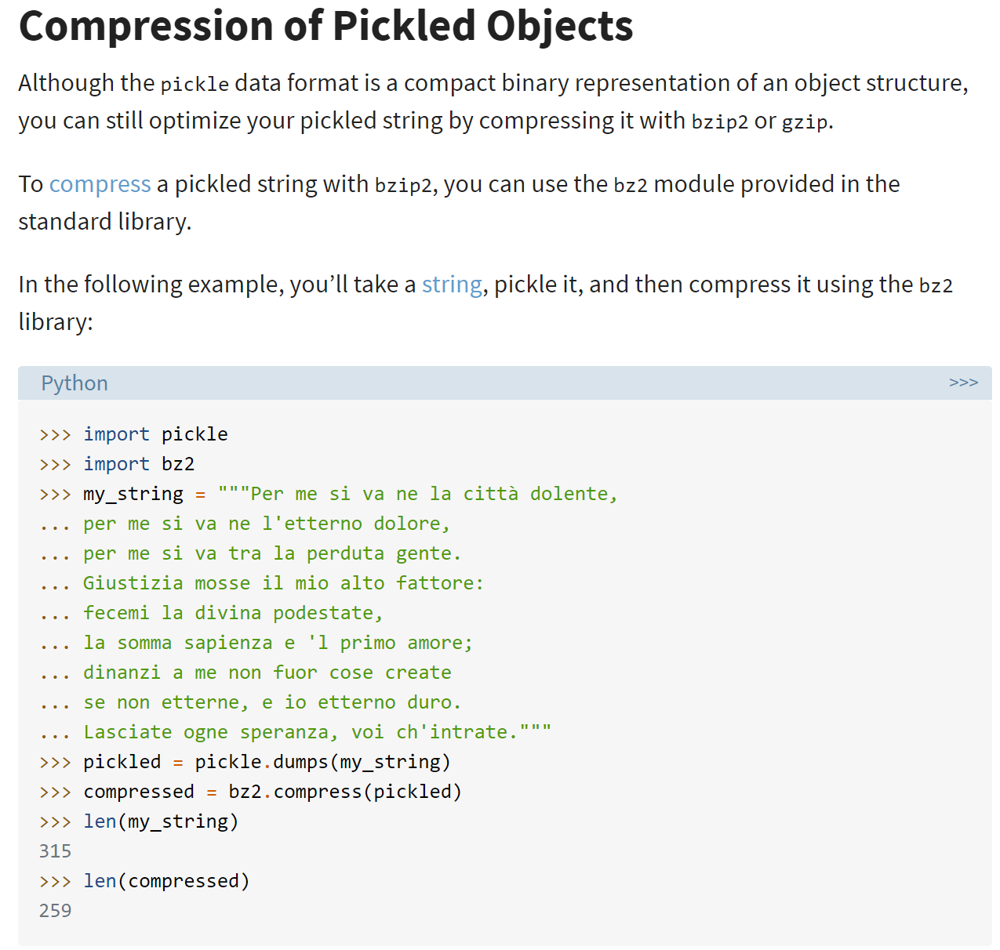 Compression of Pickled Objects
Although the pickle data format is a compact binary representation of an object structure,
you can still optimize your pickled string by compressing it with bzip2 or gzip.
To compress a pickled string with bzip2, you can use the bz2 module provided in the
standard library.
In the following example, you’ll take a string, pickle it, and then compress it using the bz2
library:
Python >>>
>>> import pickle
>>> import bz2
>>> my_string = """Per me si va ne la città dolente,
... per me si va ne l'etterno dolore,
... per me si va tra la perduta gente.
... Giustizia mosse il mio alto fattore:
... fecemi la divina podestate,
... la somma sapienza e 'l primo amore;
... dinanzi a me non fuor cose create
... se non etterne, e io etterno duro.
... Lasciate ogne speranza, voi ch'intrate."""
>>> pickled = pickle.dumps(my_string)
>>> compressed = bz2.compress(pickled)
>>> len(my_string)
315
>>> len(compressed)
259